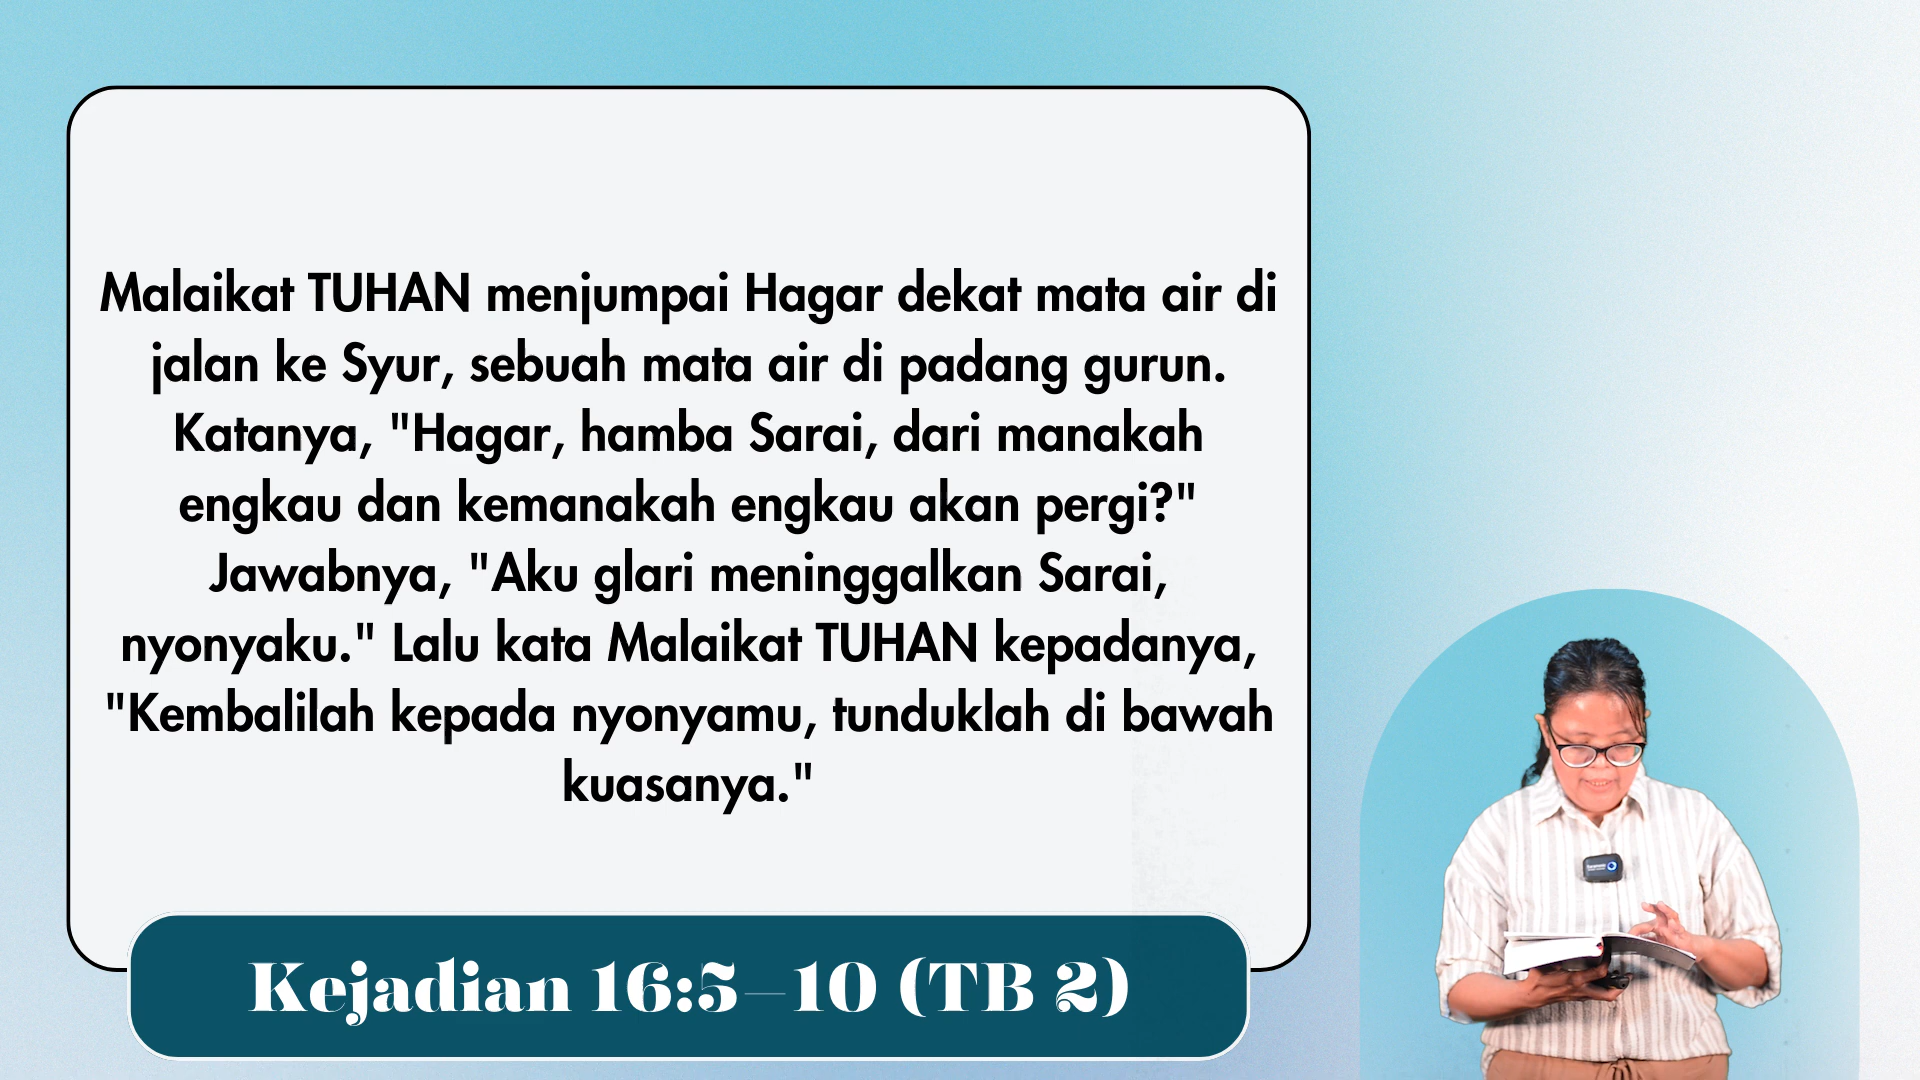 Malaikat TUHAN menjumpai Hagar dekat mata air di
jalan ke Syur, sebuah mata air di padang gurun.
Katanya, "Hagar, hamba Sarai, dari manakah
engkau dan kemanakah engkau akan pergi?"
Jawabnya, "Aku glari meninggalkan Sarai,
nyonyaku." Lalu kata Malaikat TUHAN kepadanya,
"Kembalilah kepada nyonyamu, tunduklah di bawah
kuasanya."
Kejadian 16:5–10 (TB 2)